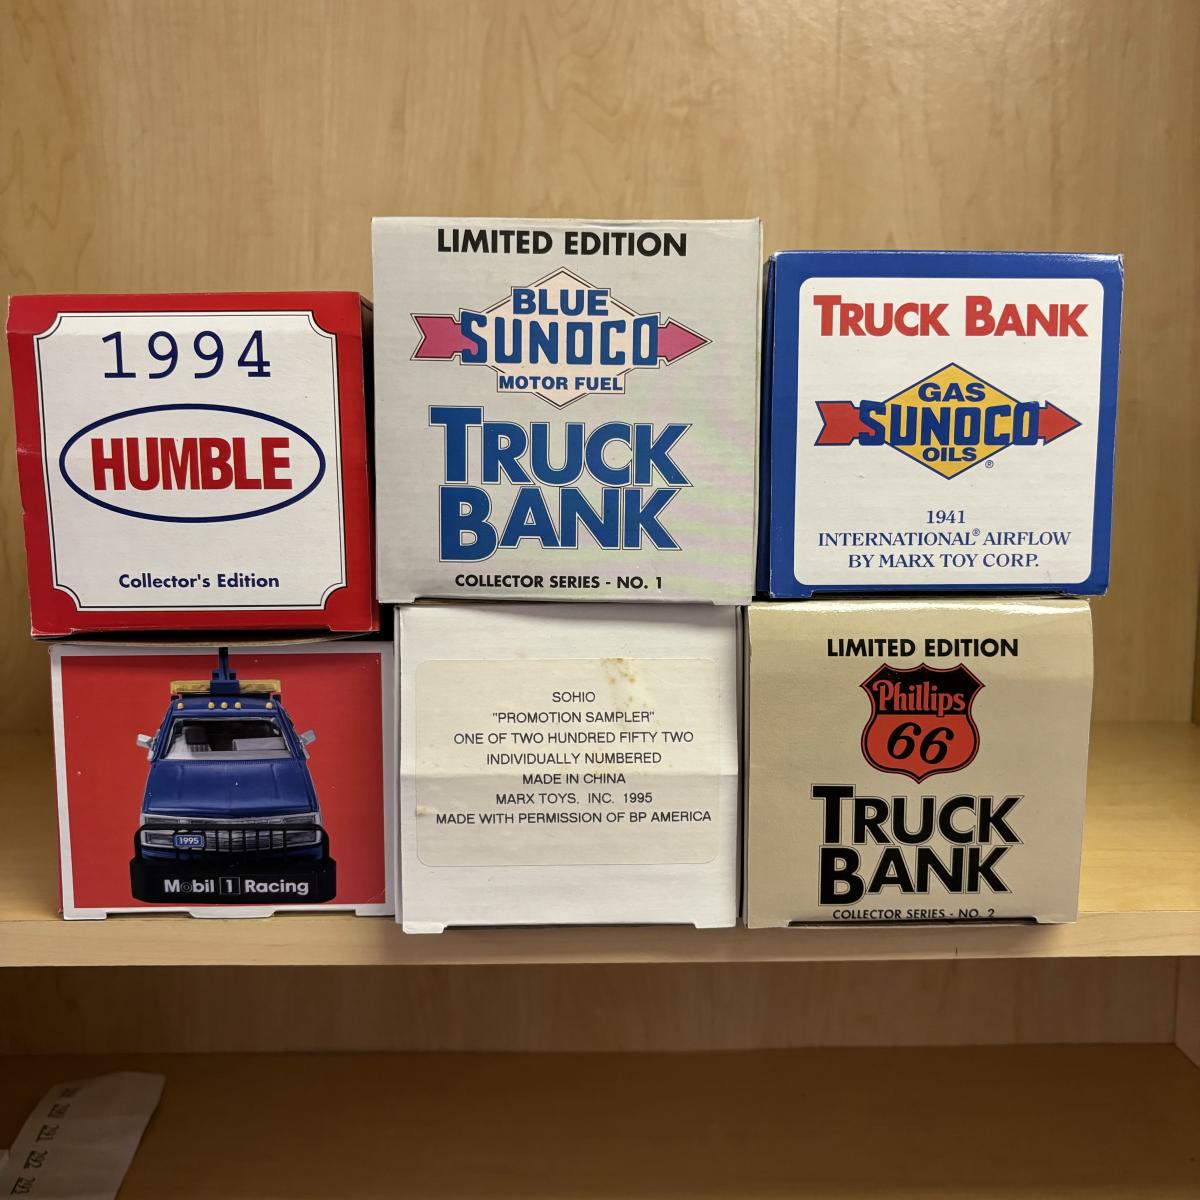 1994
HUMBLE
Collector's Edition
LIMITED EDITION
BLUE
SUNOCO
MOTOR FUEL
TRUCK
BANK
COLLECTOR SERIES - NO. 1
TRUCK BANK
GAS
SUNOCO
OILS®
1941
INTERNATIONAL® AIRFLOW
BY MARX TOY CORP.
1995
Mobil 1 Racing
SOHIO
"PROMOTION SAMPLER"
ONE OF TWO HUNDRED FIFTY TWO
INDIVIDUALLY NUMBERED
MADE IN CHINA
MARX TOYS, INC. 1995
MADE WITH PERMISSION OF BP AMERICA
LIMITED EDITION
Phillips
66
TRUCK
BANK
COLLECTOR SERIES - NO. 2